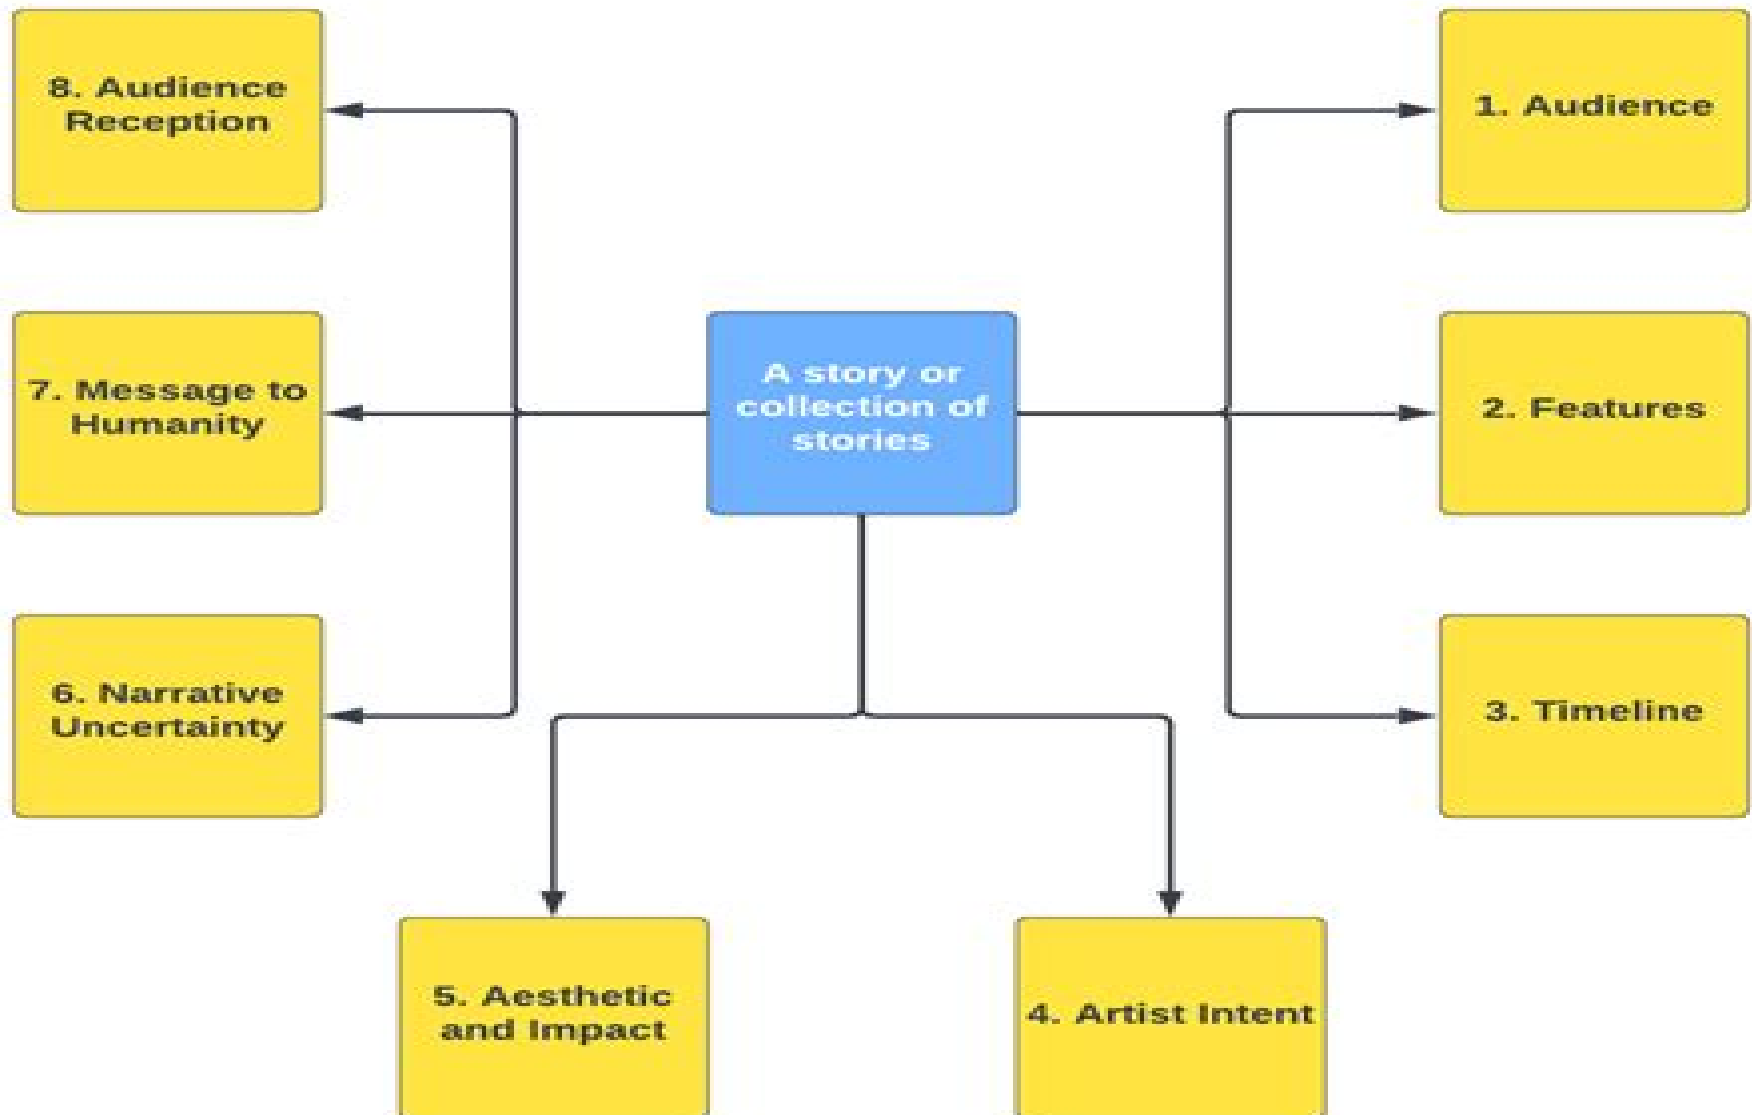 8. Audience
Reception
1. Audience
7. Message to
Humanity
A story or
collection of
stories
2. Features
6. Narrative
Uncertainty
3. Timeline
5. Aesthetic
and Impact
4. Artist Intent